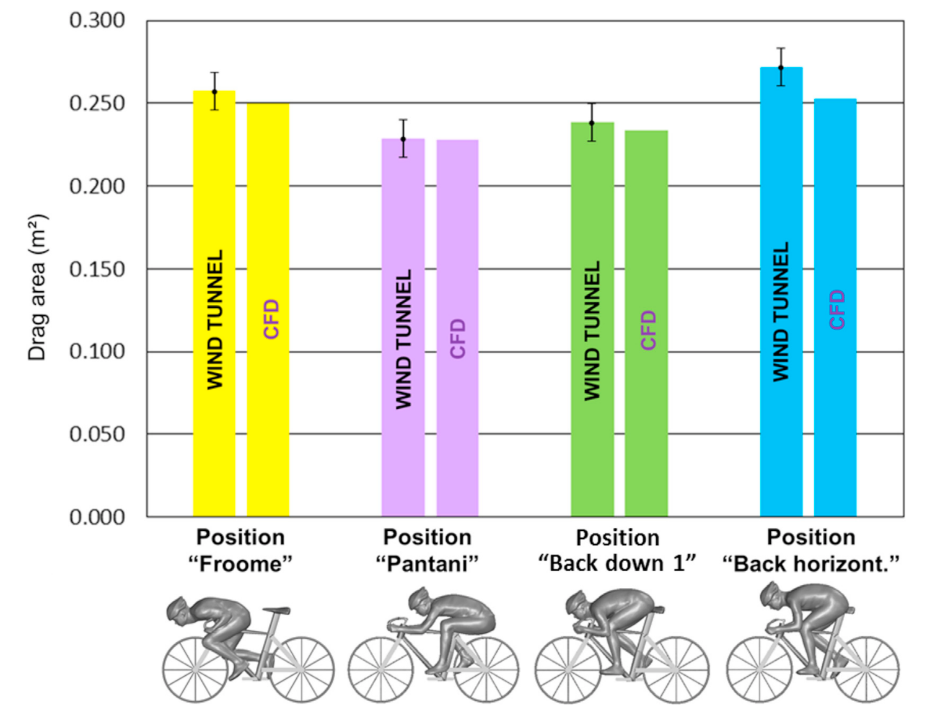 0.300
0.250
0.200
0.150
0.100
0.050
0.000
Drag area (m²)
WIND TUNNEL
CFD
WIND TUNNEL
CFD
WIND TUNNEL
CFD
WIND TUNNEL
CFD
Position
“Froome”
Position
“Pantani”
Position
“Back down 1”
Position
“Back horizont.”